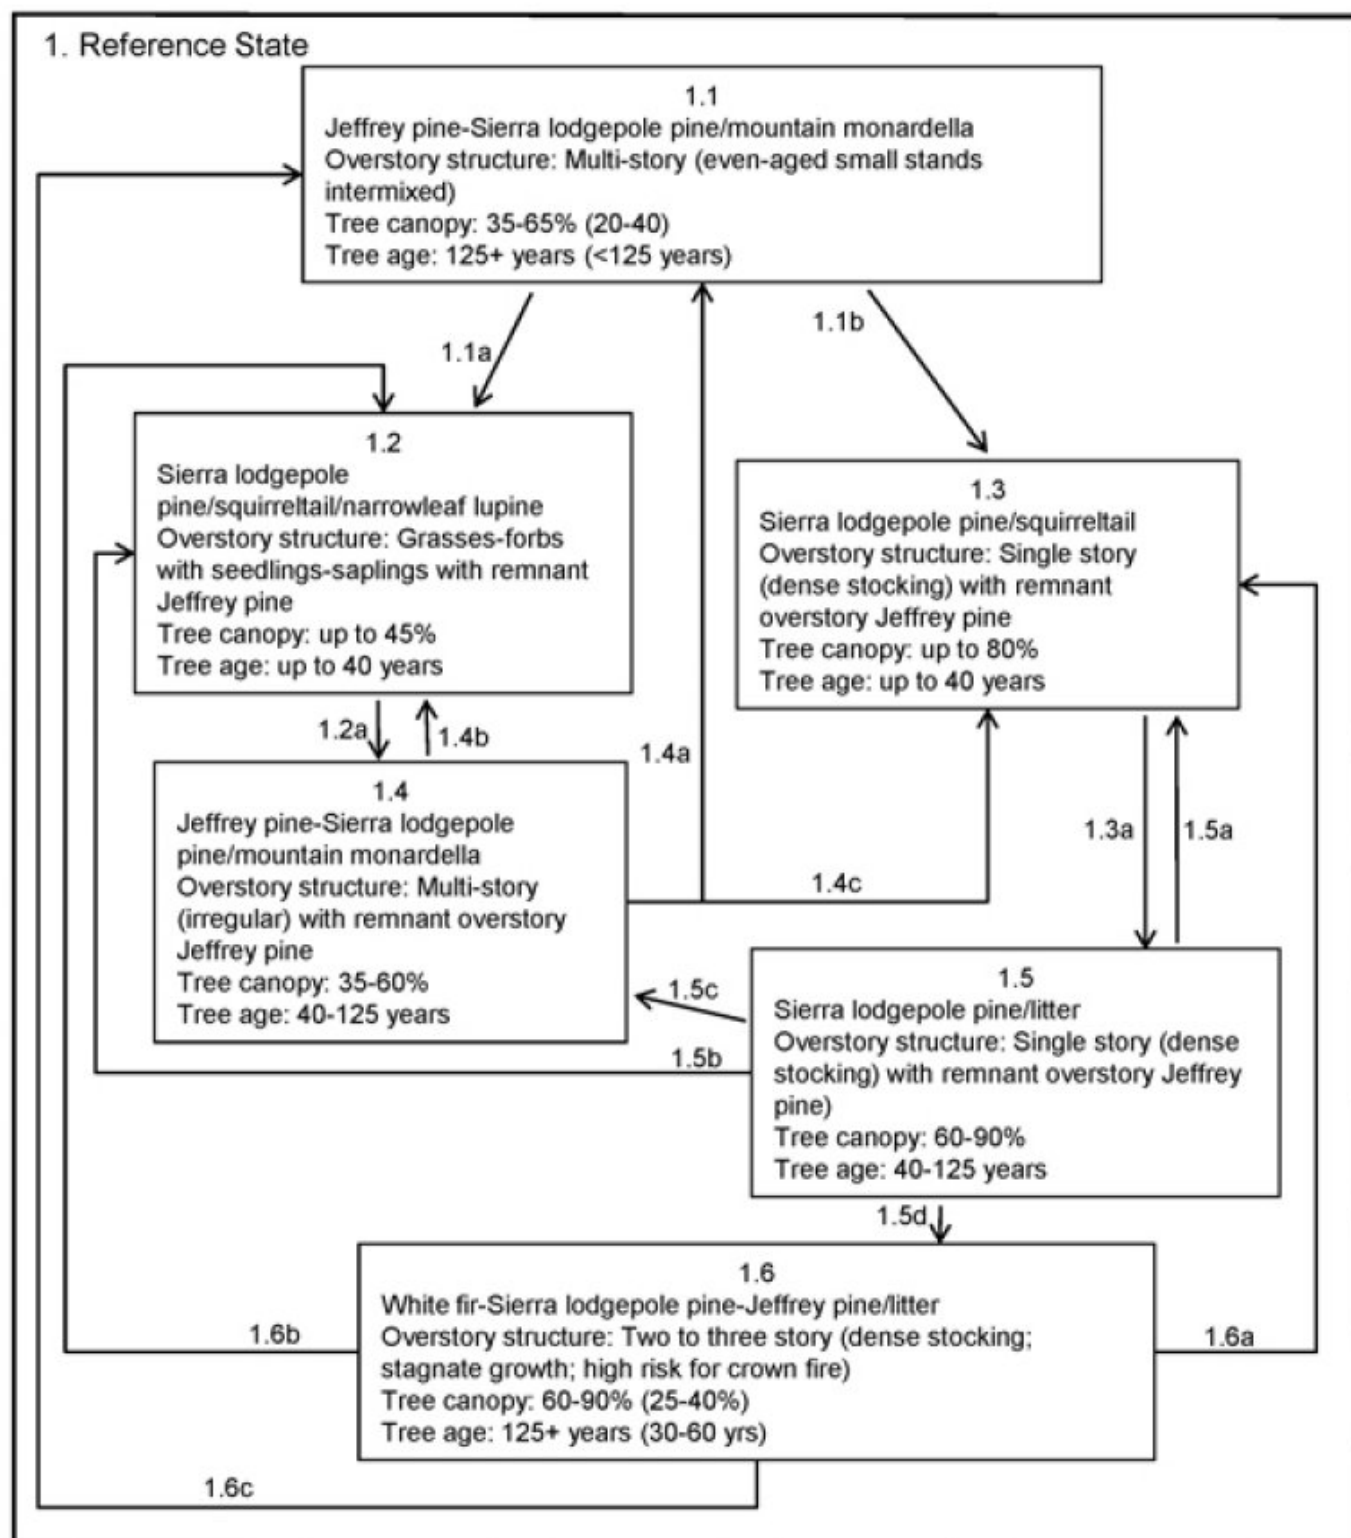 1. Reference State
1.1
Jeffrey pine-Sierra lodgepole pine/mountain monardella
Overstory structure: Multi-story (even-aged small stands
intermixed)
Tree canopy: 35-65% (20-40)
Tree age: 125+ years (<125 years)
1.1a
1.1b
1.2
Sierra lodgepole
pine/squirreltail/narrowleaf lupine
Overstory structure: Grasses-forbs
with seedlings-saplings with remnant
Jeffrey pine
Tree canopy: up to 45%
Tree age: up to 40 years
1.3
Sierra lodgepole pine/squirreltail
Overstory structure: Single story
(dense stocking) with remnant
overstory Jeffrey pine
Tree canopy: up to 80%
Tree age: up to 40 years
1.2a
1.4b
1.4a
1.4
Jeffrey pine-Sierra lodgepole
pine/mountain monardella
Overstory structure: Multi-story
(irregular) with remnant overstory
Jeffrey pine
Tree canopy: 35-60%
Tree age: 40-125 years
1.3a
1.5a
1.4c
1.5c
1.5b
1.5
Sierra lodgepole pine/litter
Overstory structure: Single story (dense
stocking) with remnant overstory Jeffrey
pine)
Tree canopy: 60-90%
Tree age: 40-125 years
1.5d
1.6
White fir-Sierra lodgepole pine-Jeffrey pine/litter
Overstory structure: Two to three story (dense stocking;
stagnate growth; high risk for crown fire)
Tree canopy: 60-90% (25-40%)
Tree age: 125+ years (30-60 yrs)
1.6b
1.6a
1.6c